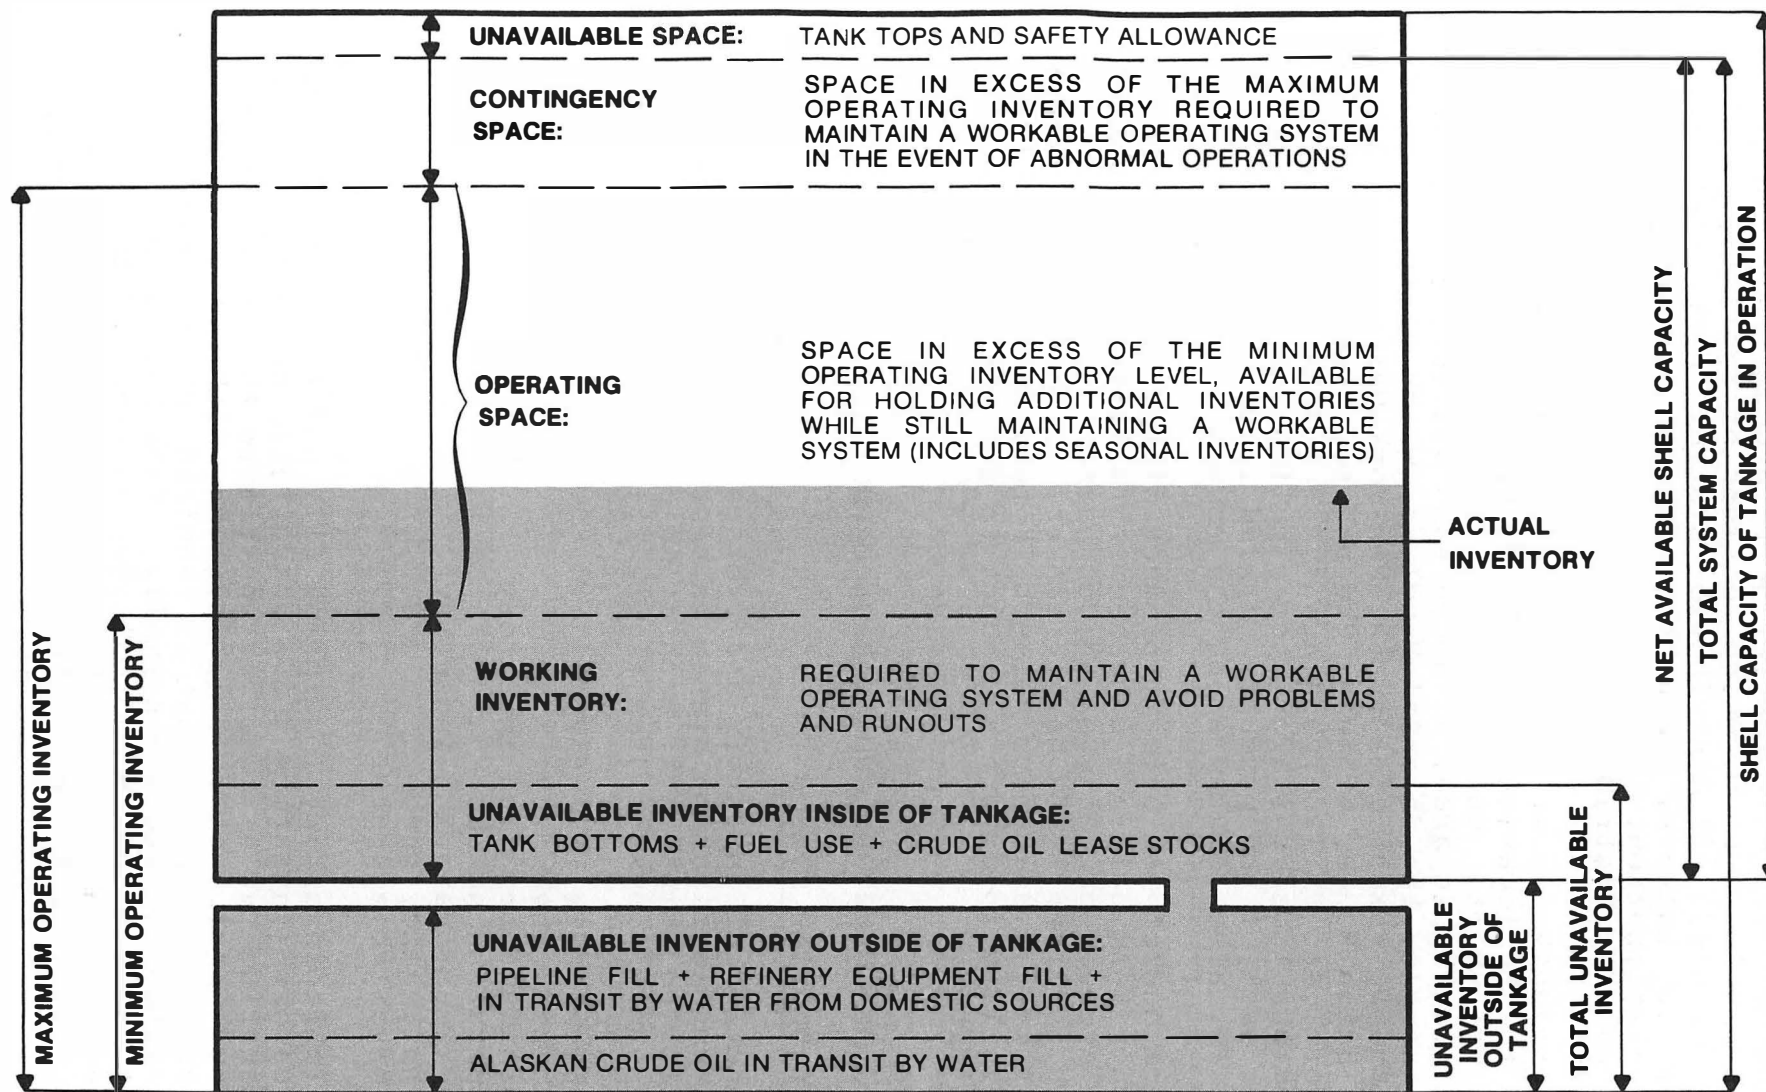 UNAVAILABLE SPACE: TANK TOPS AND SAFETY ALLOWANCE
CONTINGENCY
SPACE:
SPACE IN EXCESS OF THE MAXIMUM
OPERATING INVENTORY REQUIRED TO
MAINTAIN A WORKABLE OPERATING SYSTEM
IN THE EVENT OF ABNORMAL OPERATIONS
OPERATING
SPACE:
SPACE IN EXCESS OF THE MINIMUM
OPERATING INVENTORY LEVEL, AVAILABLE
FOR HOLDING ADDITIONAL INVENTORIES
WHILE STILL MAINTAINING A WORKABLE
SYSTEM (INCLUDES SEASONAL INVENTORIES)
ACTUAL
INVENTORY
WORKING
INVENTORY:
REQUIRED TO MAINTAIN A WORKABLE
OPERATING SYSTEM AND AVOID PROBLEMS
AND RUNOUTS
UNAVAILABLE INVENTORY INSIDE OF TANKAGE:
TANK BOTTOMS + FUEL USE + CRUDE OIL LEASE STOCKS
UNAVAILABLE INVENTORY OUTSIDE OF TANKAGE:
PIPELINE FILL + REFINERY EQUIPMENT FILL +
IN TRANSIT BY WATER FROM DOMESTIC SOURCES
ALASKAN CRUDE OIL IN TRANSIT BY WATER
MAXIMUM OPERATING INVENTORY
MINIMUM OPERATING INVENTORY
UNAVAILABLE
INVENTORY
OUTSIDE OF
TANKAGE
TOTAL UNAVAILABLE
INVENTORY
NET AVAILABLE SHELL CAPACITY
TOTAL SYSTEM CAPACITY
SHELL CAPACITY OF TANKAGE IN OPERATION